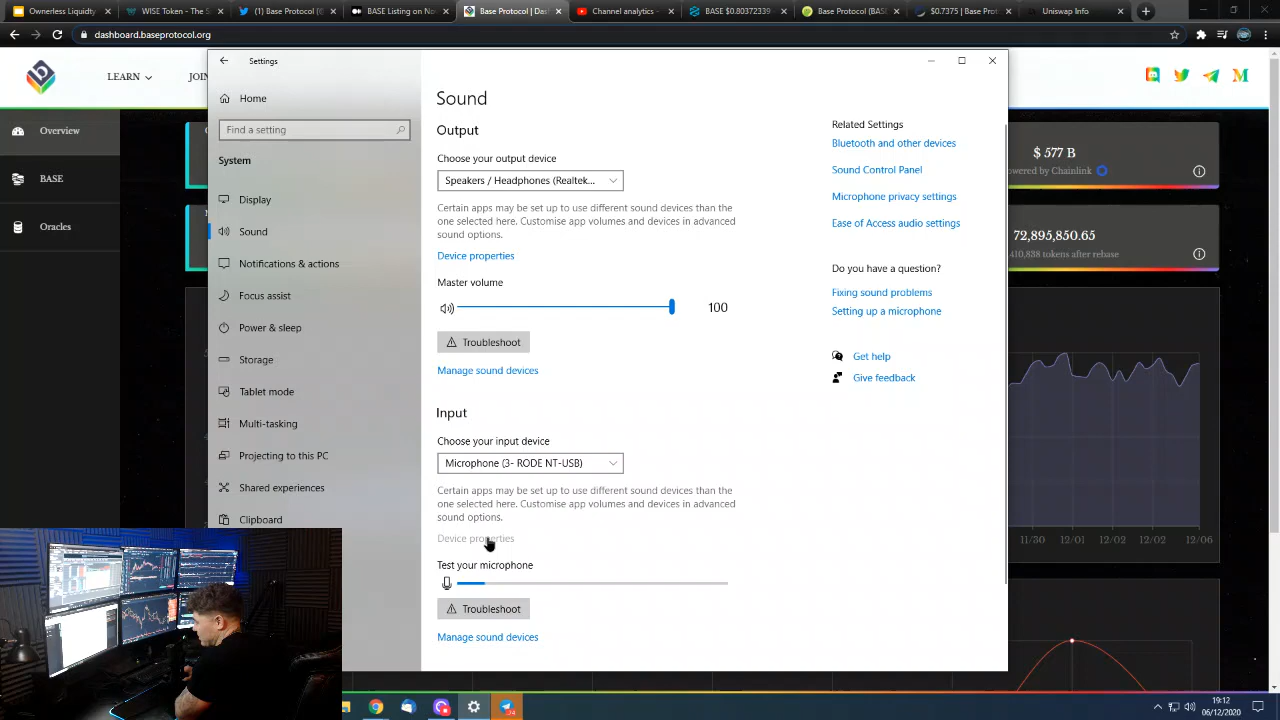 Ownerless Liquidity
WISE Token - The S
(1) Base Protocol (
BASE Listing on No
Base Protocol | Das
Channel analytics -
BASE $0.80372339
Base Protocol (BAS
$0.7375 | Base Prot
Uniswap Info
dashboard.baseprotocol.org
LEARN
JOIN
Overview
BASE
Oracles
Settings
Home
Find a setting
System
Display
Sound
Notifications & actions
Focus assist
Power & sleep
Storage
Tablet mode
Multi-tasking
Projecting to this PC
Shared experiences
Clipboard
Sound
Output
Choose your output device
Speakers / Headphones (Realtek...
Certain apps may be set up to use different sound devices than the
one selected here. Customise app volumes and devices in advanced
sound options.
Device properties
Master volume
100
Troubleshoot
Manage sound devices
Input
Choose your input device
Microphone (3- RODE NT-USB)
Certain apps may be set up to use different sound devices than the
one selected here. Customise app volumes and devices in advanced
sound options.
Device properties
Test your microphone
Troubleshoot
Manage sound devices
Related Settings
Bluetooth and other devices
Sound Control Panel
Microphone privacy settings
Ease of Access audio settings
Do you have a question?
Fixing sound problems
Setting up a microphone
Get help
Give feedback
$ 577 B
owered by Chainlink
72,895,850.65
410,838 tokens after rebase
11/30 12/01 12/02 12/02 12/06
19:12
06/12/2020